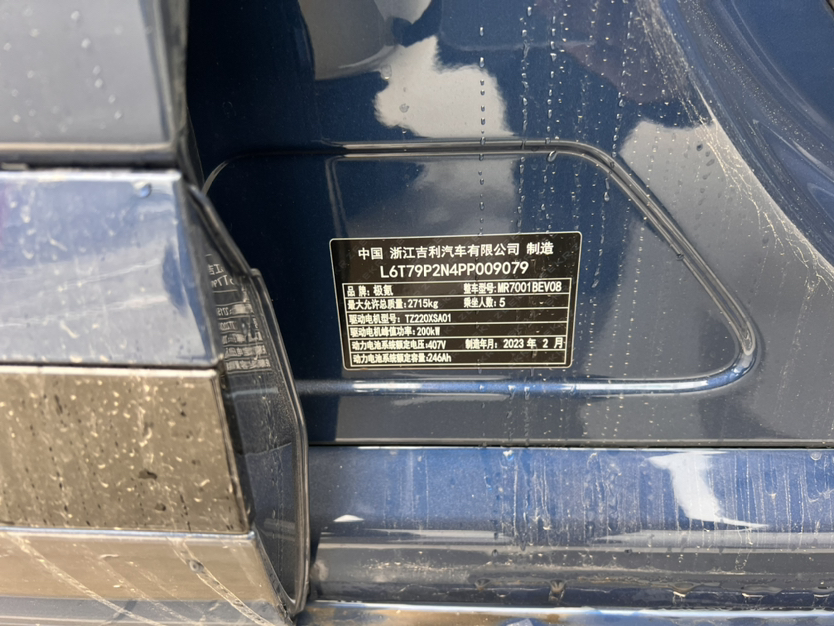 中国 浙江吉利汽车有限公司 制造
L6T79P2N4PP009079
品 牌:极氪 整车型号:MR7001BEV08
最大允许总质量:2715kg 乘坐人数:5
驱动电机型号:TZ220XSA01
驱动电机峰值功率:200kW
动力电池系统额定电压:407V 制造年月:2023 年 2 月
动力电池系统额定容量:246Ah